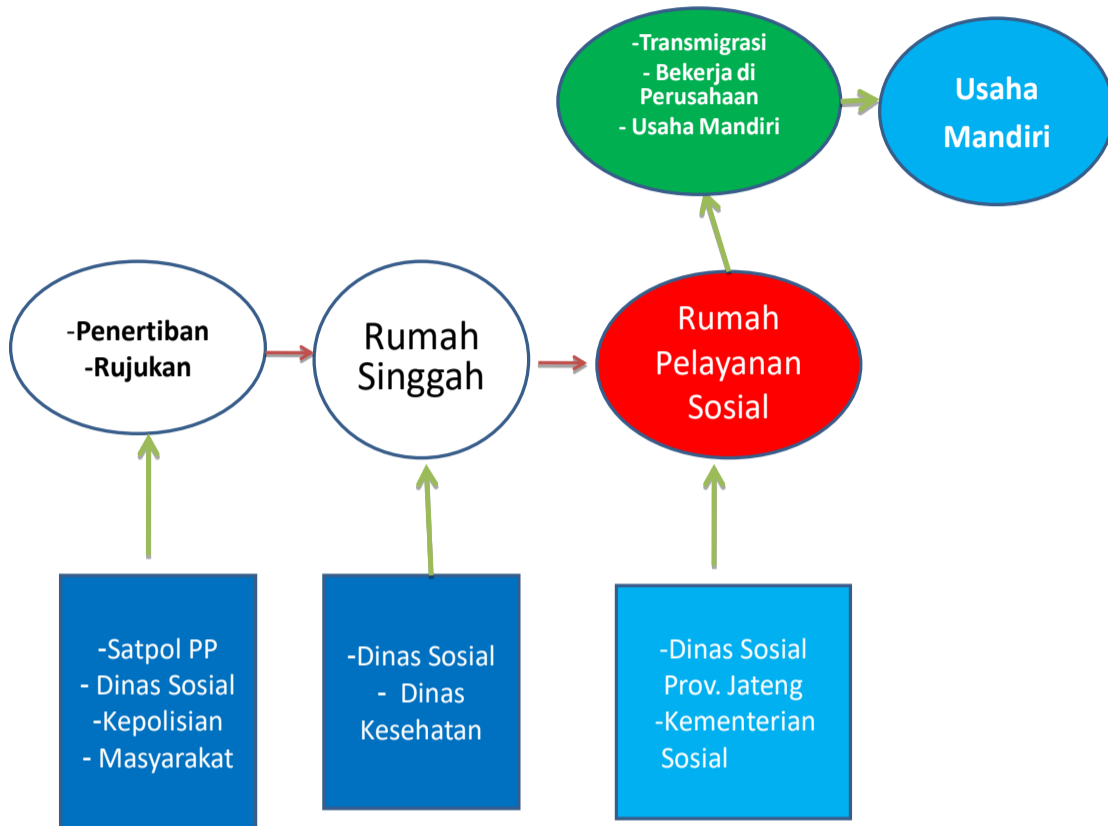 -Transmigrasi
- Bekerja di
Perusahaan
- Usaha Mandiri
Usaha
Mandiri
-Penertiban
-Rujukan
Rumah
Singgah
Rumah
Pelayanan
Sosial
-Satpol PP
- Dinas Sosial
-Kepolisian
- Masyarakat
-Dinas Sosial
- Dinas
Kesehatan
-Dinas Sosial
Prov. Jateng
-Kementerian
Sosial